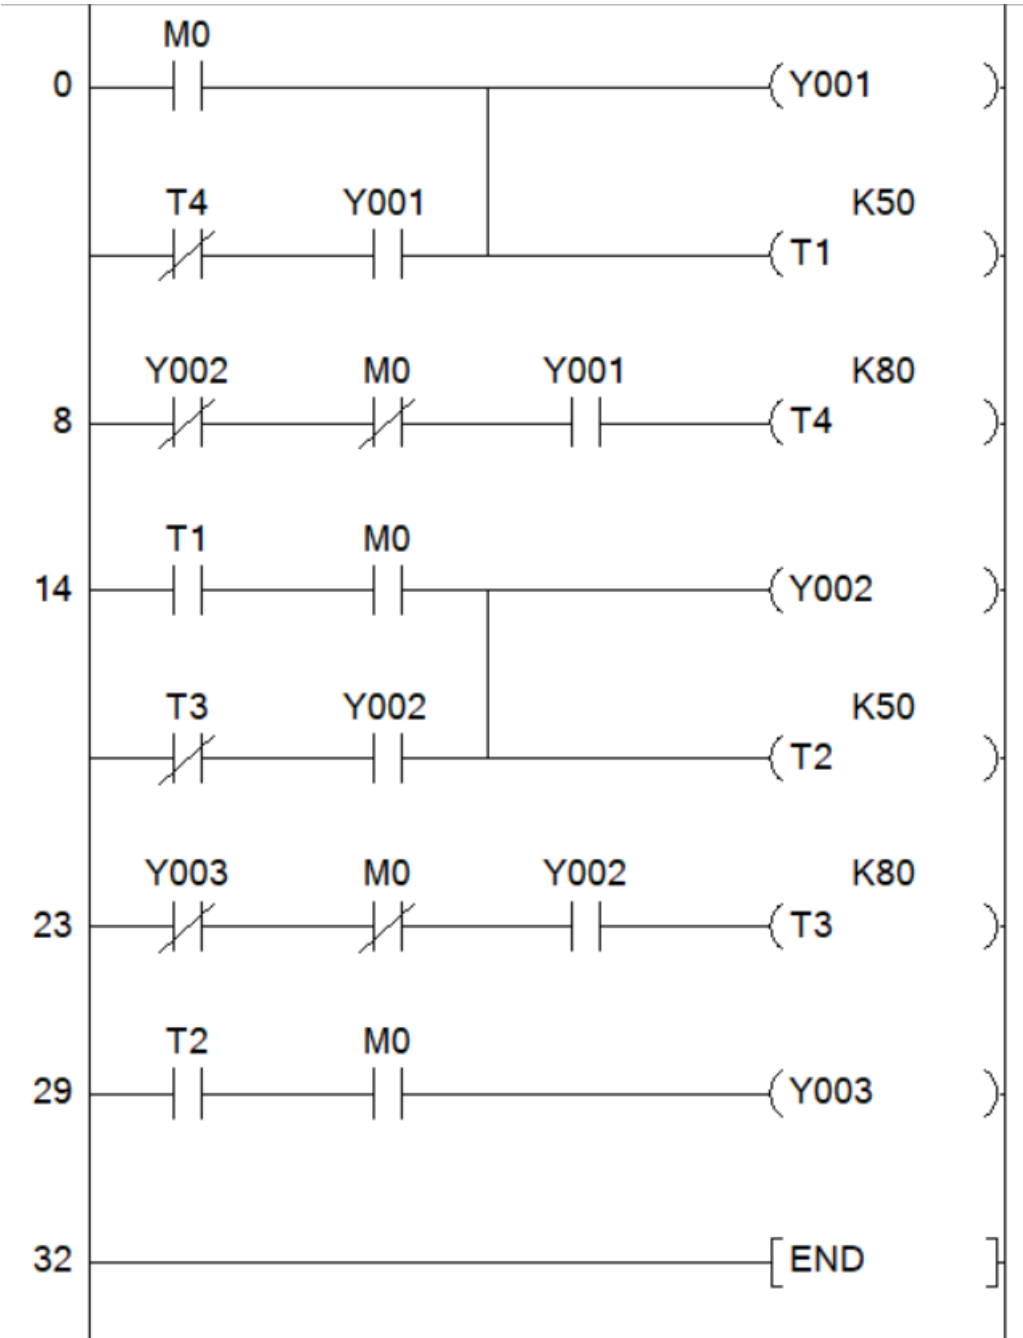 M0
0 Y001
T4 Y001 K50
T1
Y002 M0 Y001 K80
8 T4
T1 M0
14 Y002
T3 Y002 K50
T2
Y003 M0 Y002 K80
23 T3
T2 M0
29 Y003
32 END